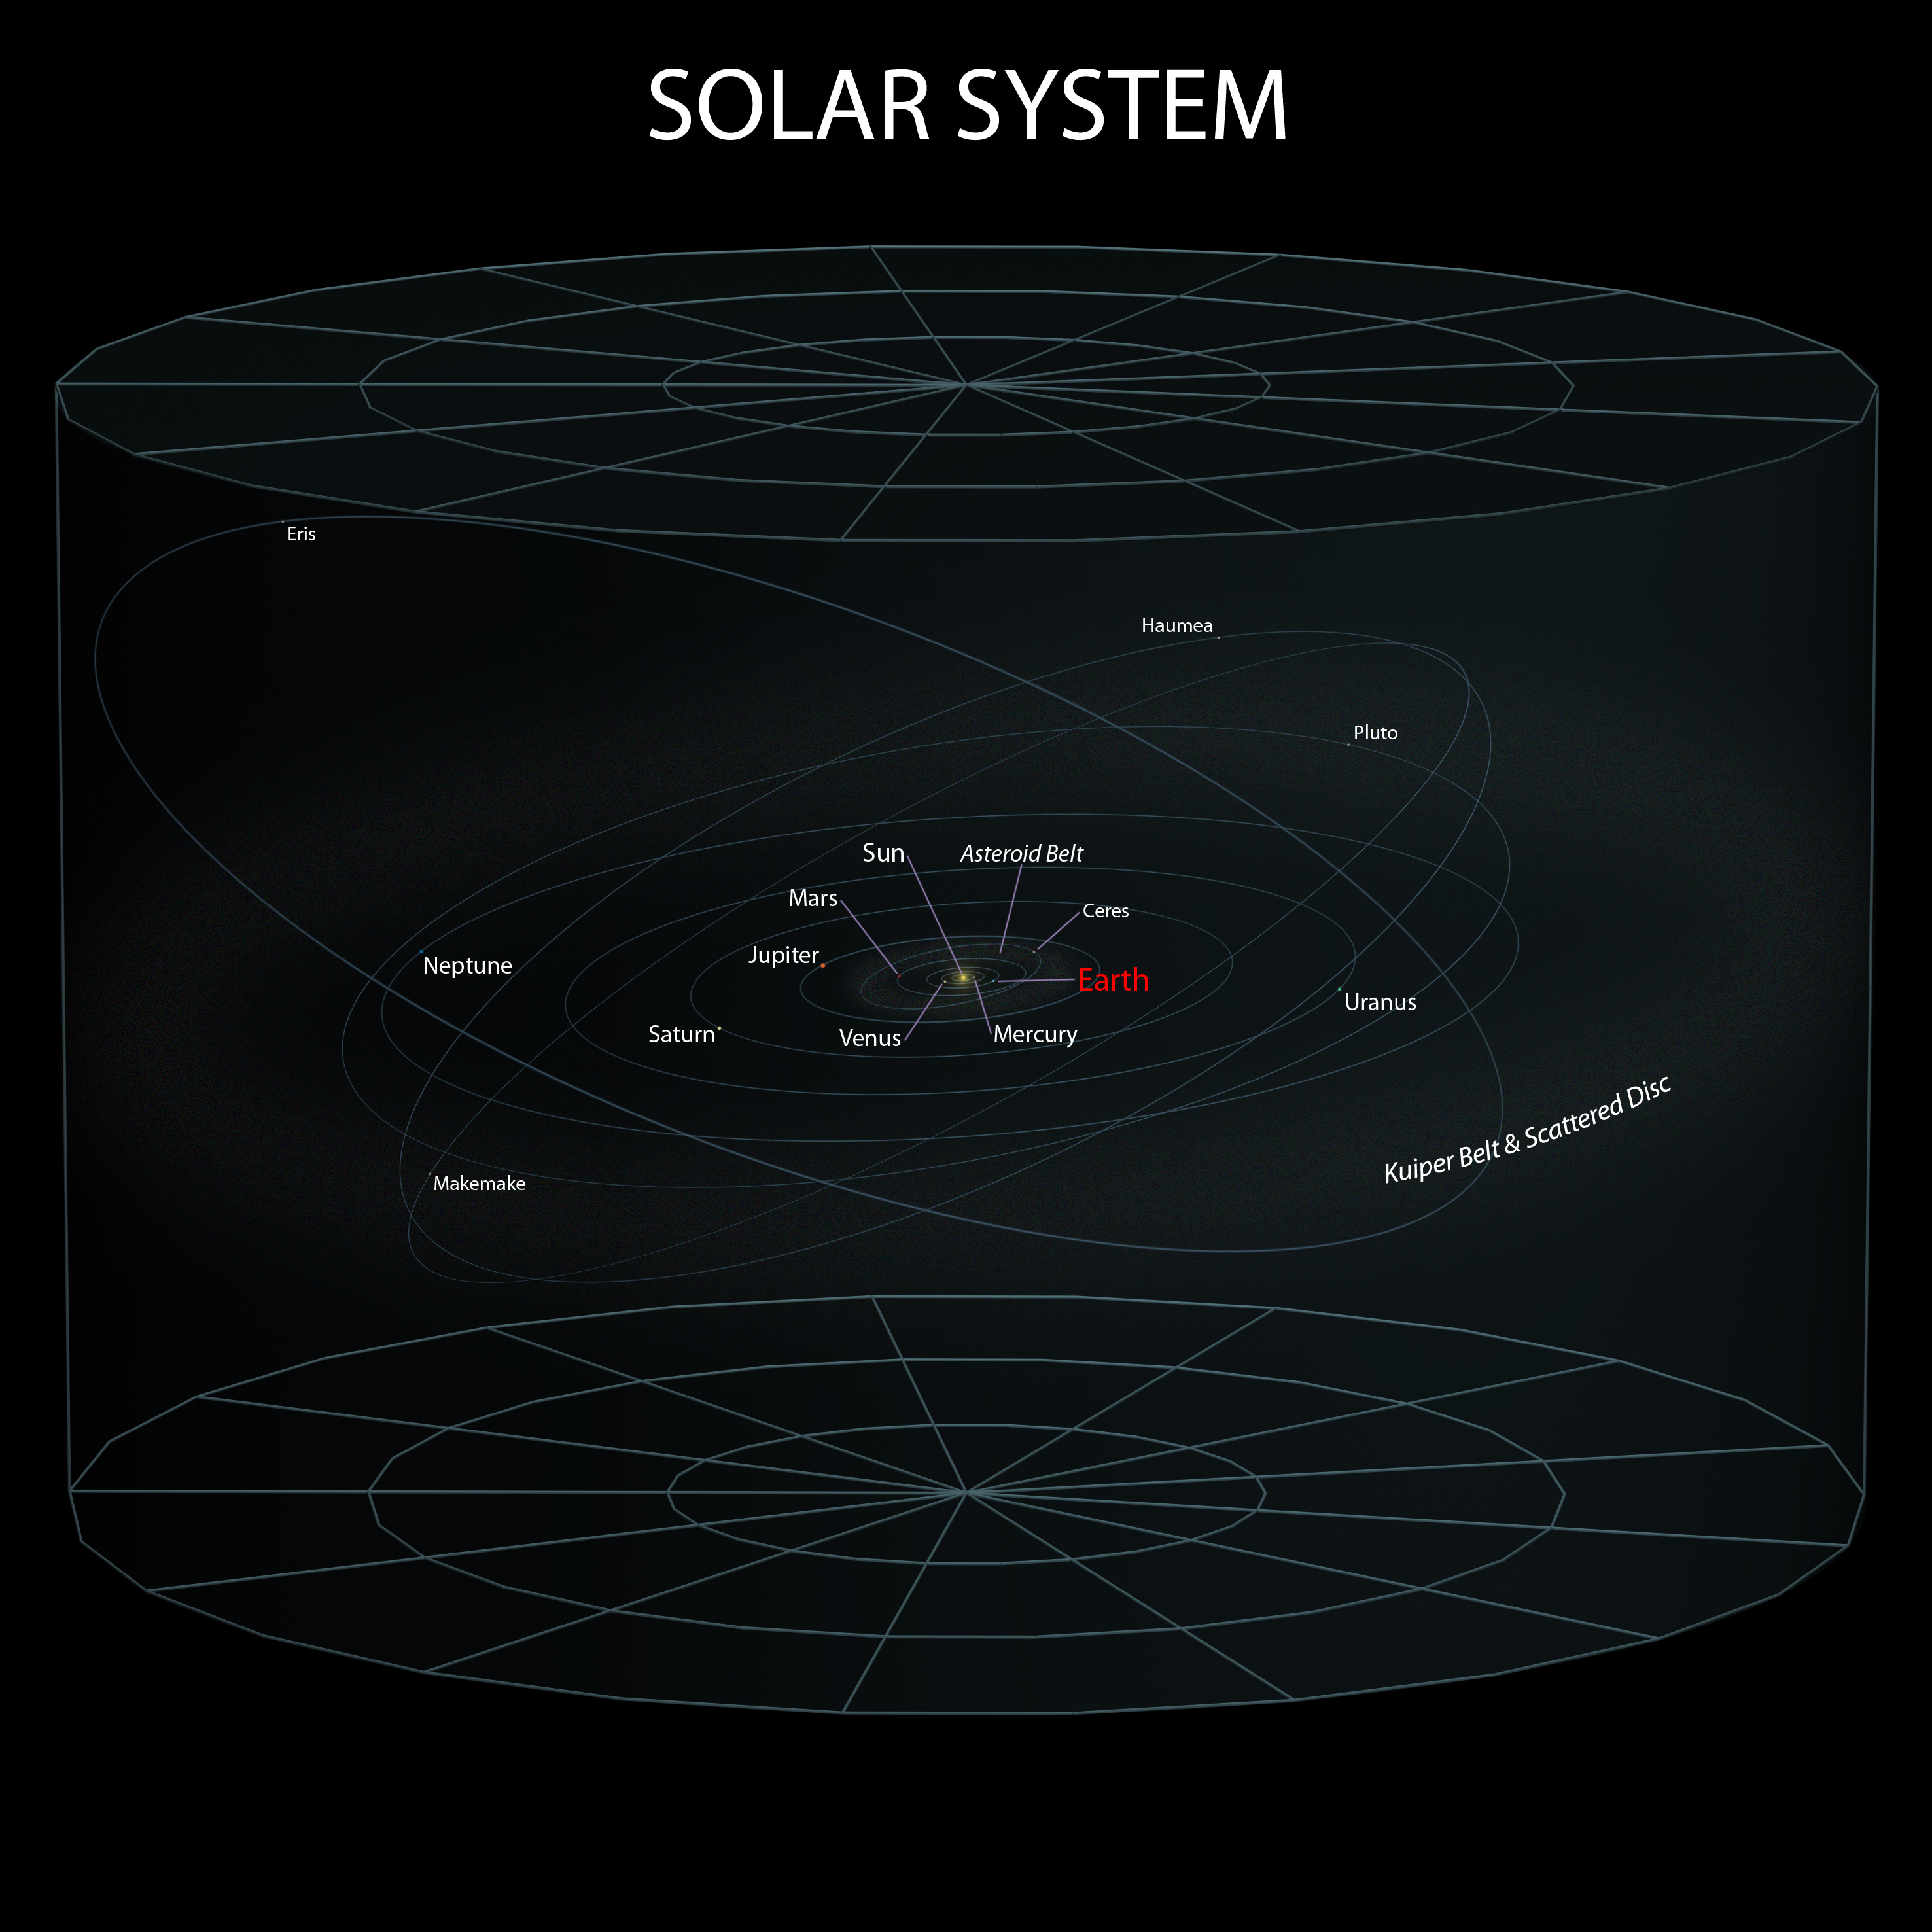 SOLAR SYSTEM
Eris
Haumea
Pluto
Sun
Asteroid Belt
Mars
Ceres
Jupiter
Neptune
Earth
Uranus
Saturn
Venus
Mercury
Kuiper Belt & Scattered Disc
Makemake